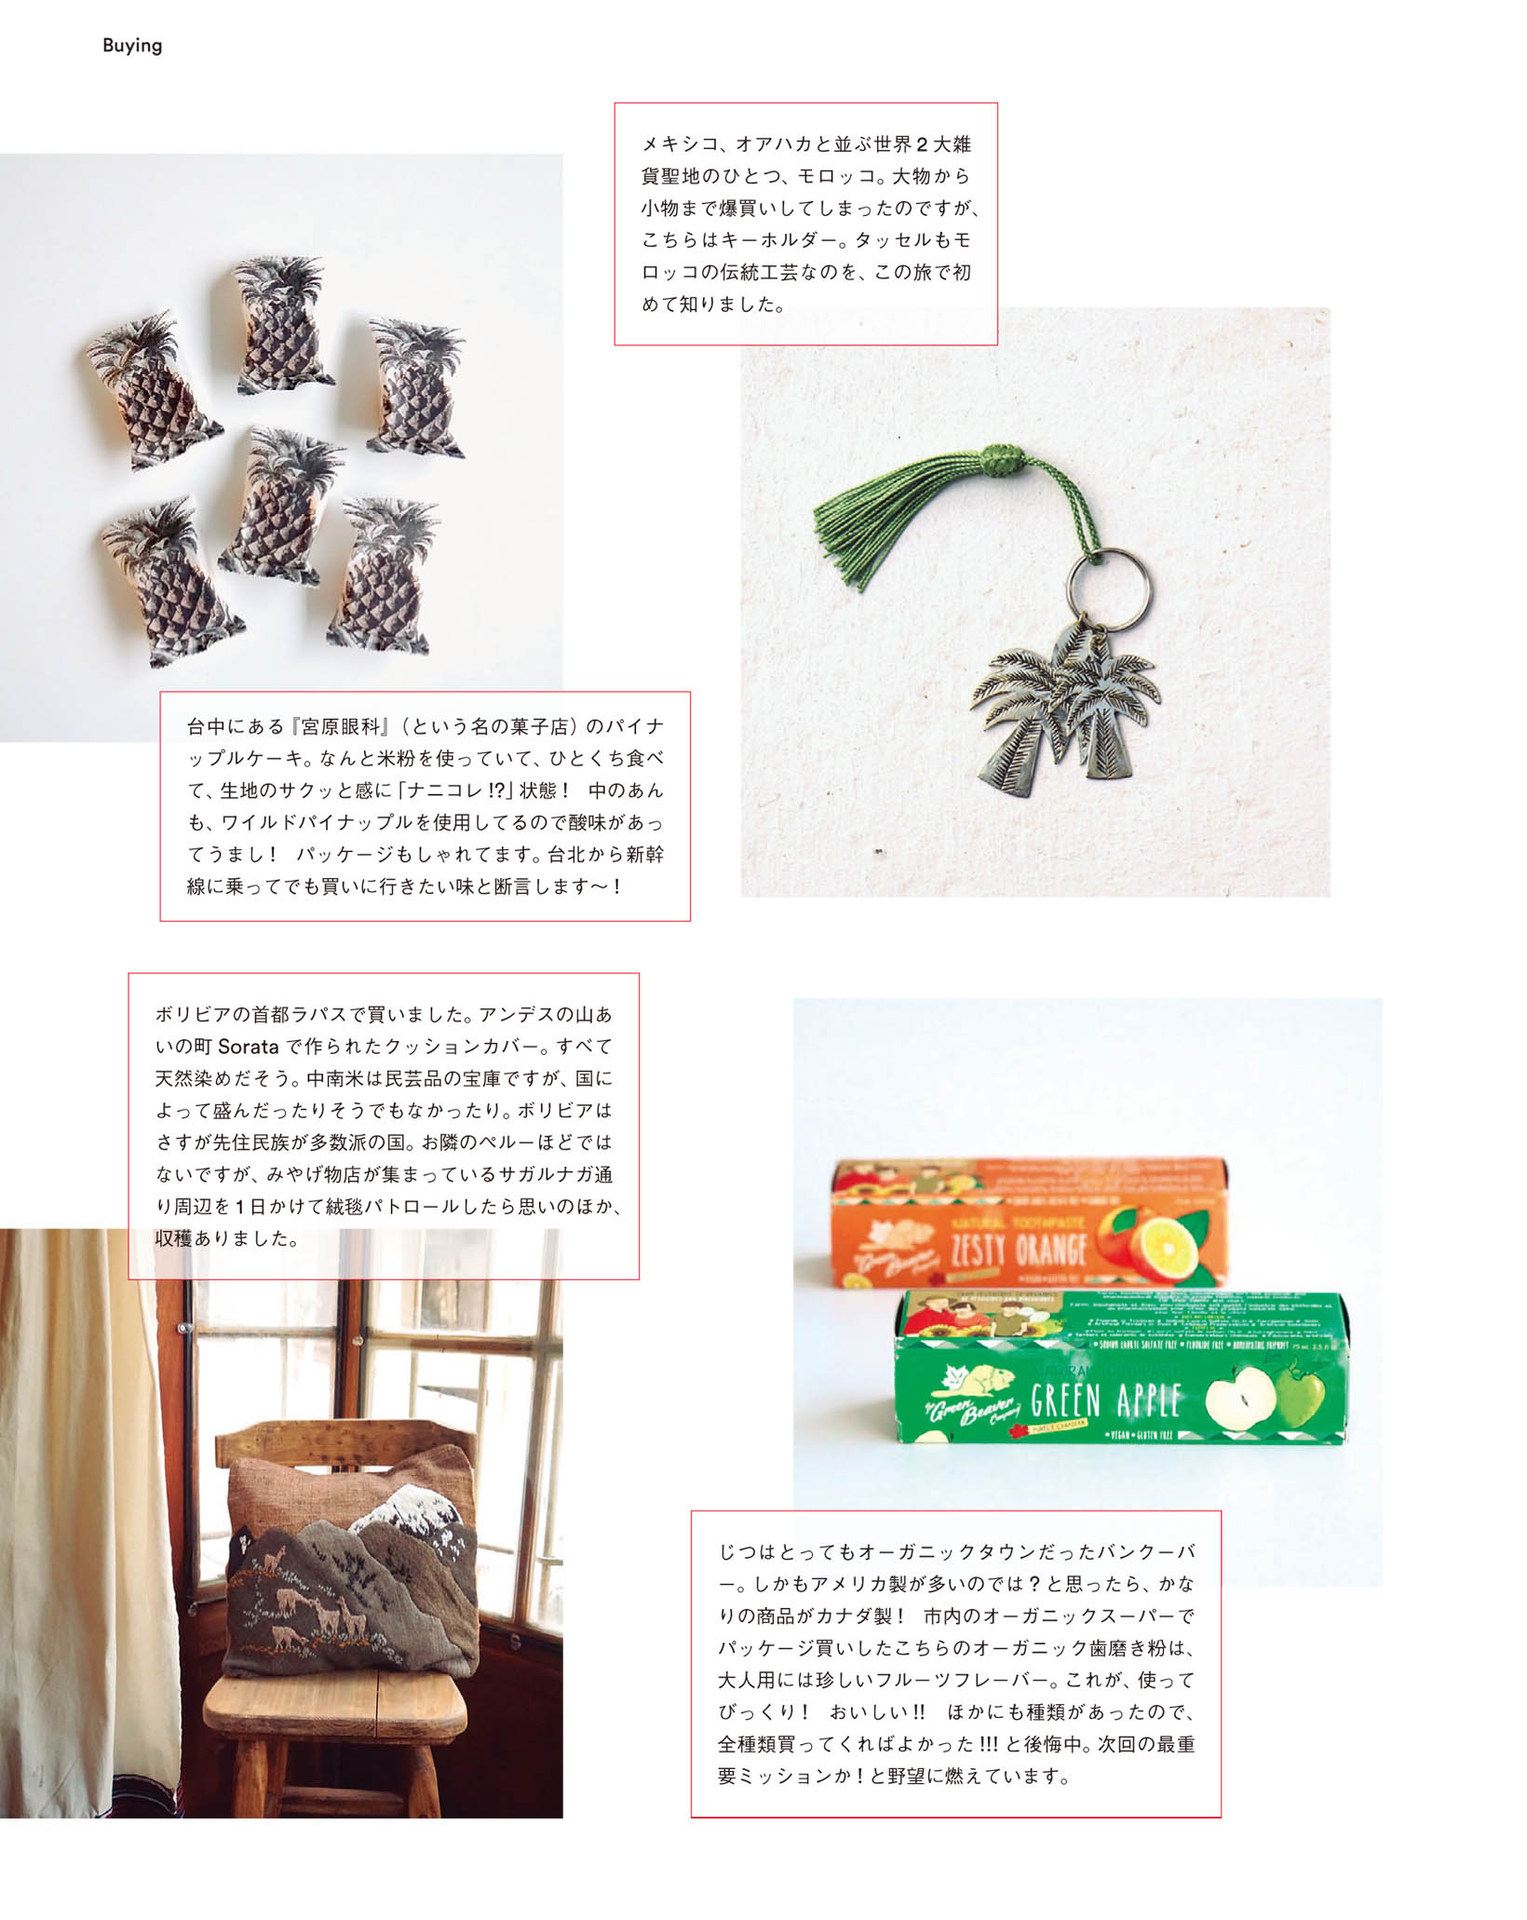 Buying
メキシコ、オアハカと並ぶ世界2大雑
貨聖地のひとつ、モロッコ。大物から
小物まで爆買いしてしまったのですが、
こちらはキーホルダー。タッセルもモ
ロッコの伝統工芸なのを、この旅で初
めて知りました。
台中にある『宮原眼科』（という名の菓子店）のパイナ
ップルケーキ。なんと米粉を使っていて、ひとくち食べ
て、生地のサクッと感に「ナニコレ!?」状態！　中のあん
も、ワイルドパイナップルを使用してるので酸味があっ
てうまし！　パッケージもしゃれてます。台北から新幹
線に乗ってでも買いに行きたい味と断言します〜！
ボリビアの首都ラパスで買いました。アンデスの山あ
いの町 Sorata で作られたクッションカバー。すべて
天然染めだそう。中南米は民芸品の宝庫ですが、国に
よって盛んだったりそうでもなかったり。ボリビアは
さすが先住民族が多数派の国。お隣のペルーほどでは
ないですが、みやげ物店が集まっているサガルナガ通
り周辺を1日かけて絨毯パトロールしたら思いのほか、
収穫ありました。
NATURAL TOOTHPASTE
ZESTY ORANGE
The Green Beaver Company
• SODIUM LAURYL SULFATE FREE • FLUORIDE FREE •
GREEN APPLE
The Green Beaver Company
• VEGAN • GLUTEN FREE
じつはとってもオーガニックタウンだったバンクーバ
ー。しかもアメリカ製が多いのでは？と思ったら、かな
りの商品がカナダ製！　市内のオーガニックスーパーで
パッケージ買いしたこちらのオーガニック歯磨き粉は、
大人用には珍しいフルーツフレーバー。これが、使って
びっくり！　おいしい!!　ほかにも種類があったので、
全種類買ってくればよかった!!!と後悔中。次回の最重
要ミッションか！と野望に燃えています。